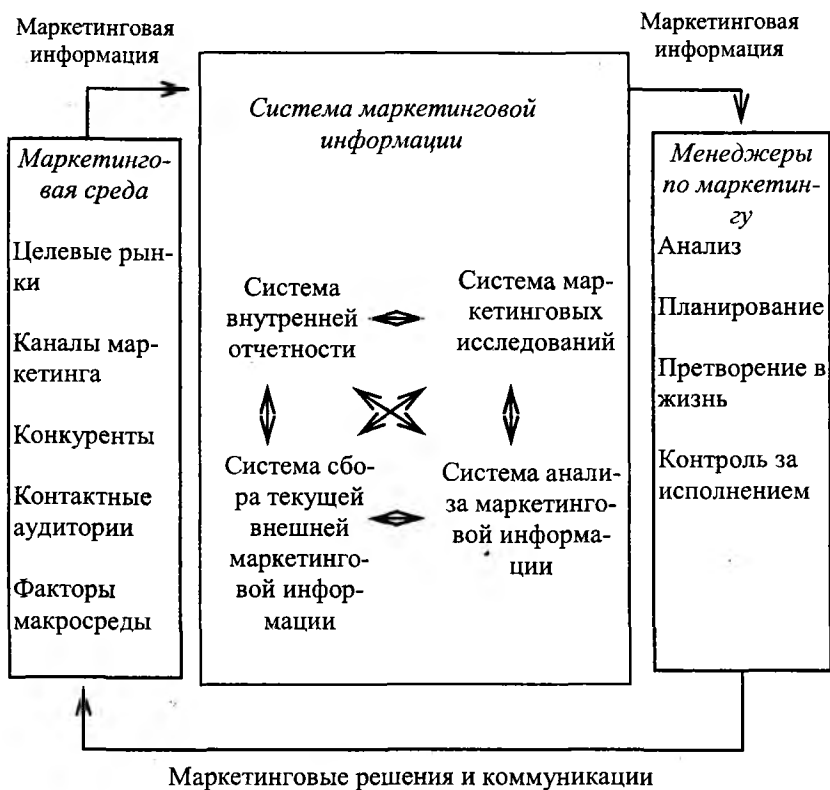 Маркетинговая
информация
Маркетинговая
информация
Система маркетинговой
информации
Маркетинго-
вая среда
Целевые рын-
ки
Каналы мар-
кетинга
Конкуренты
Контактные
аудитории
Факторы
макросреды
Система
внутренней
отчетности
Система мар-
кетинговых
исследований
Система сбо-
ра текущей
внешней
маркетинго-
вой инфор-
мации
Система анали-
за маркетинго-
вой информа-
ции
Менеджеры
по маркетин-
гу
Анализ
Планирование
Претворение в
жизнь
Контроль за
исполнением
Маркетинговые решения и коммуникации